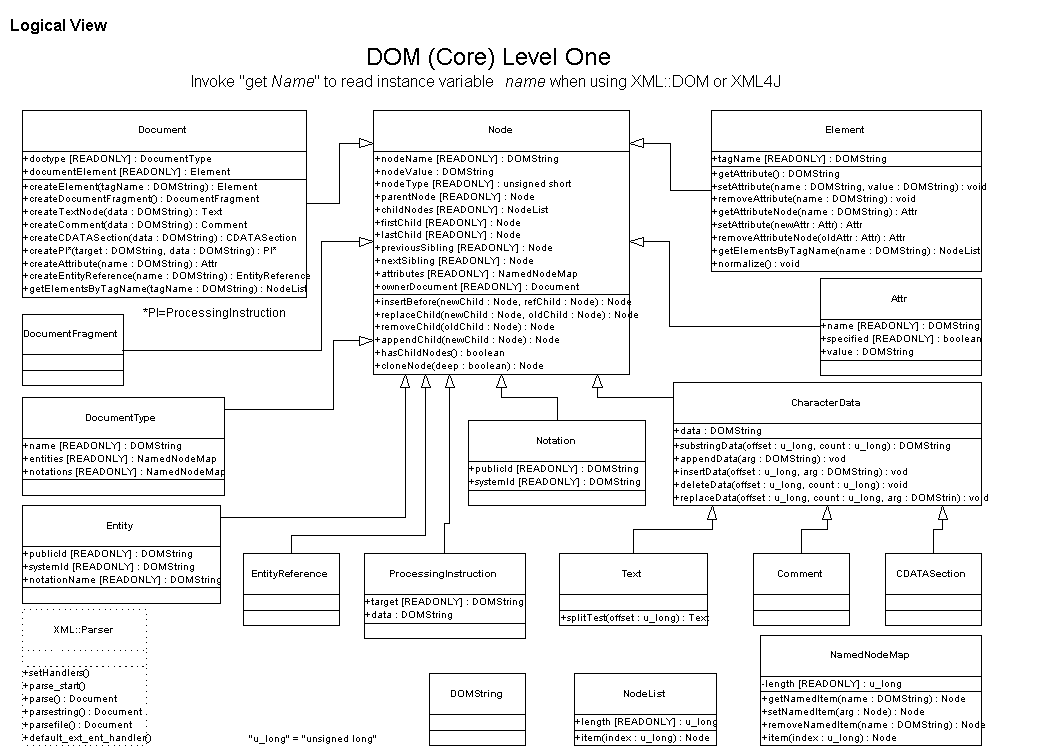 Logical View
DOM (Core) Level One
Invoke "get Name" to read instance variable name when using XML::DOM or XML4J
Document
+doctype [READONLY] : DocumentType
+documentElement [READONLY] : Element
+createElement(tagName : DOMString) : Element
+createDocumentFragment() : DocumentFragment
+createTextNode(data : DOMString) : Text
+createComment(data : DOMString) : Comment
+createCDATASection(data : DOMString) : CDATASection
+createPI*(target : DOMString, data : DOMString) : PI*
+createAttribute(name : DOMString) : Attr
+createEntityReference(name : DOMString) : EntityReference
+getElementsByTagName(tagName : DOMString) : NodeList
*PI=ProcessingInstruction
Node
+nodeName [READONLY] : DOMString
+nodeValue : DOMString
+nodeType [READONLY] : unsigned short
+parentNode [READONLY] : Node
+childNodes [READONLY] : NodeList
+firstChild [READONLY] : Node
+lastChild [READONLY] : Node
+previousSibling [READONLY] : Node
+nextSibling [READONLY] : Node
+attributes [READONLY] : NamedNodeMap
+ownerDocument [READONLY] : Document
+insertBefore(newChild : Node, refChild : Node) : Node
+replaceChild(newChild : Node, oldChild : Node) : Node
+removeChild(oldChild : Node) : Node
+appendChild(newChild : Node) : Node
+hasChildNodes() : boolean
+cloneNode(deep : boolean) : Node
Element
+tagName [READONLY] : DOMString
+getAttribute() : DOMString
+setAttribute(name : DOMString, value : DOMString) : void
+removeAttribute(name : DOMString) : void
+getAttributeNode(name : DOMString) : Attr
+setAttribute(newAttr : Attr) : Attr
+removeAttributeNode(oldAttr : Attr) : Attr
+getElementsByTagName(name : DOMString) : NodeList
+normalize() : void
Attr
+name [READONLY] : DOMString
+specified [READONLY] : boolean
+value : DOMString
DocumentFragment
DocumentType
+name [READONLY] : DOMString
+entities [READONLY] : NamedNodeMap
+notations [READONLY] : NamedNodeMap
Notation
+publicId [READONLY] : DOMString
+systemId [READONLY] : DOMString
CharacterData
+data : DOMString
+substringData(offset : u_long, count : u_long) : DOMString
+appendData(arg : DOMString) : vod
+insertData(offset : u_long, arg : DOMString) : vod
+deleteData(offset : u_long, count : u_long) : void
+replaceData(offset : u_long, count : u_long, arg : DOMStrin) : vod
Entity
+publicId [READONLY] : DOMString
+systemId [READONLY] : DOMString
+notationName [READONLY] : DOMString
EntityReference
ProcessingInstruction
+target [READONLY] : DOMString
+data : DOMString
Text
+splitTest(offset : u_long) : Text
Comment
CDATASection
XML::Parser
+setHandlers()
+parse_start()
+parse() : Document
+parsestring() : Document
+parsefile() : Document
+default_ext_ent_handler()
"u_long" = "unsigned long"
DOMString
NodeList
+length [READONLY] : u_long
+item(index : u_long) : Node
NamedNodeMap
-length [READONLY] : u_long
+getNamedItem(name : DOMString) : Node
+setNamedItem(arg : Node) : Node
+removeNamedItem(name : DOMString) : Node
+item(index : u_long) : Node